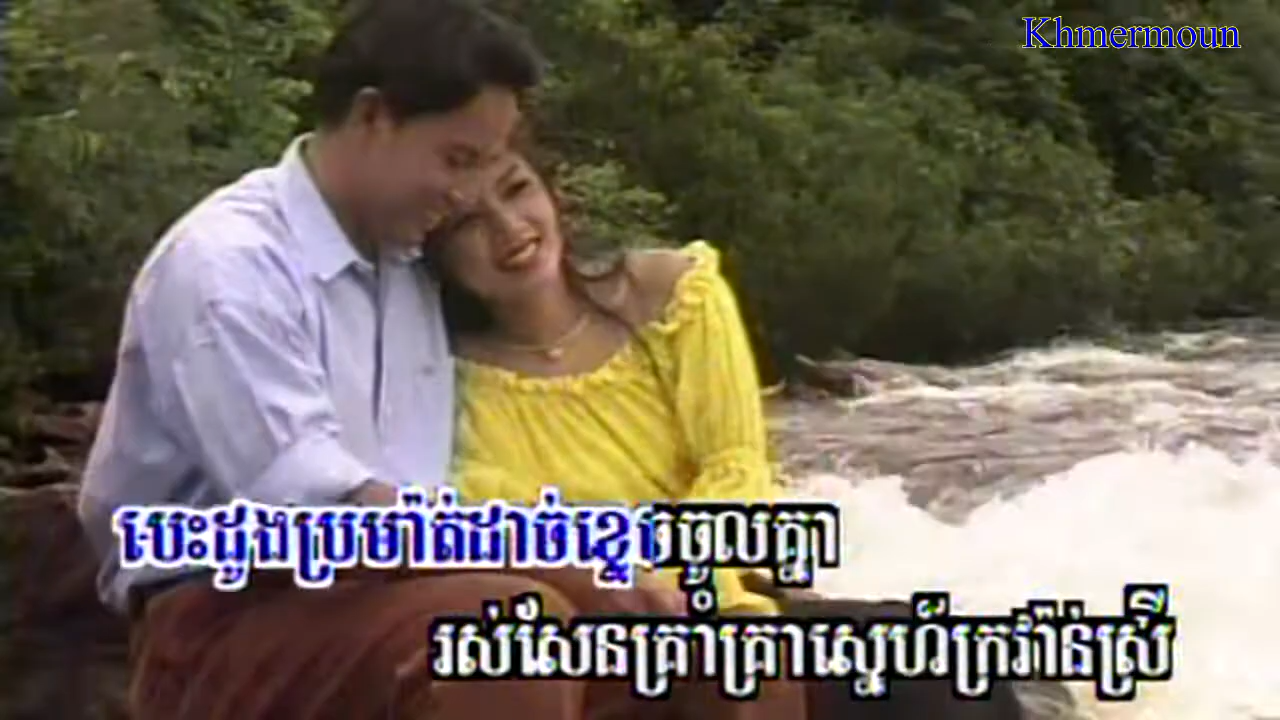 Khmermoun
បេះដូងប្រម៉ាត់ដាច់ខ្ទេចចូលគ្នា
រស់សែនគ្រាំគ្រាស្នេហ៍ក្រវ៉ាន់ស្រី